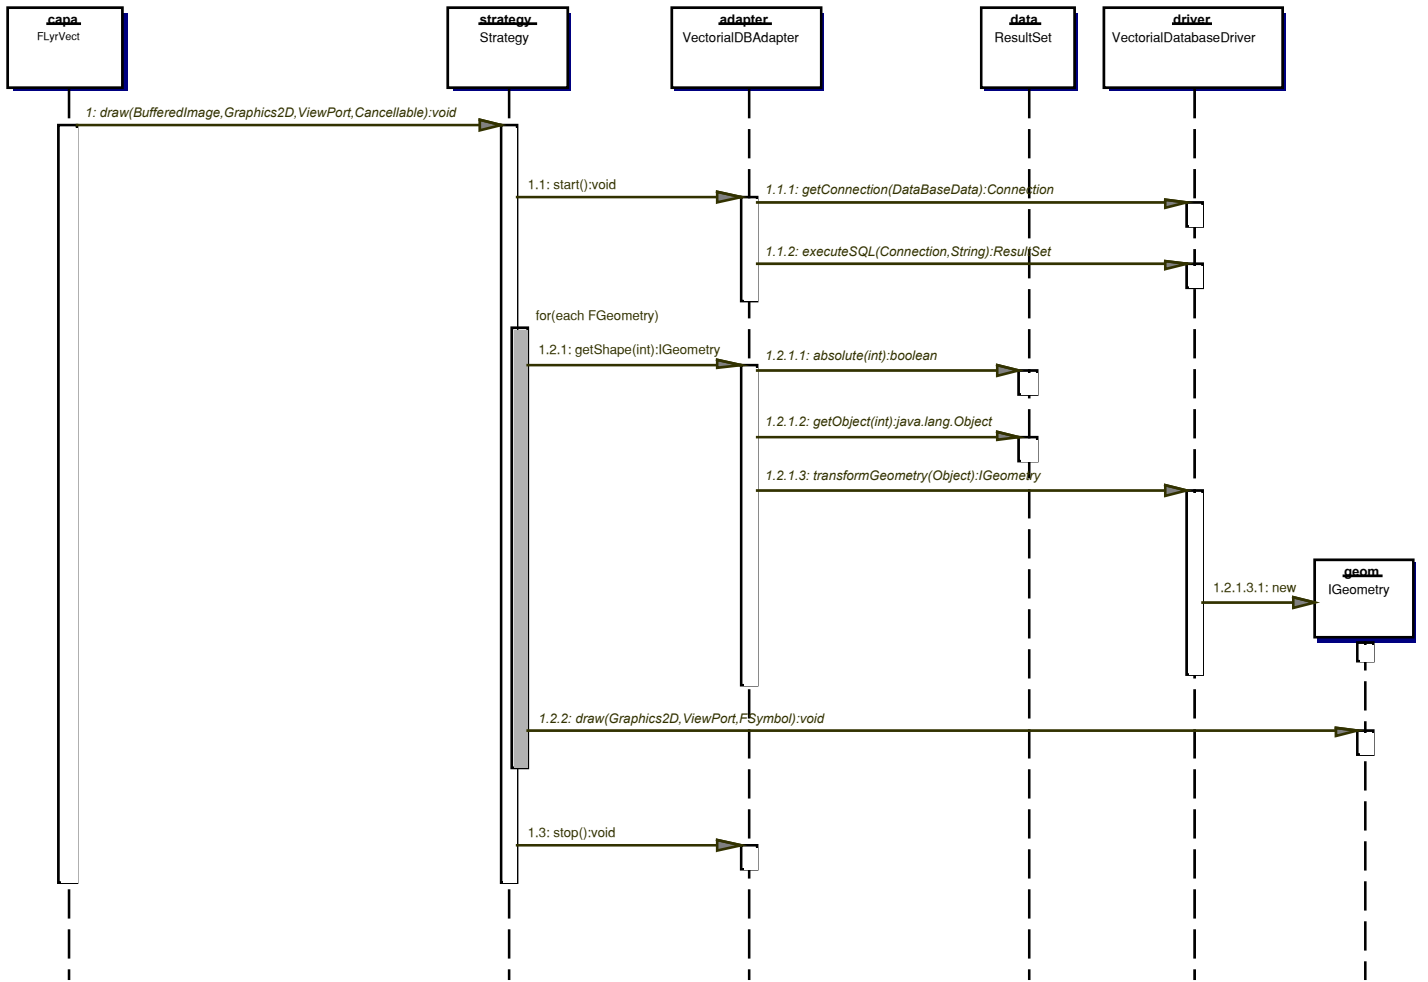 capa
FLyrVect
strategy
Strategy
adapter
VectorialDBAdapter
data
ResultSet
driver
VectorialDatabaseDriver
1: draw(BufferedImage,Graphics2D,ViewPort,Cancellable):void
1.1: start():void
1.1.1: getConnection(DataBaseData):Connection
1.1.2: executeSQL(Connection,String):ResultSet
for(each FGeometry)
1.2.1: getShape(int):IGeometry
1.2.1.1: absolute(int):boolean
1.2.1.2: getObject(int):java.lang.Object
1.2.1.3: transformGeometry(Object):IGeometry
geom
IGeometry
1.2.1.3.1: new
1.2.2: draw(Graphics2D,ViewPort,FSymbol):void
1.3: stop():void